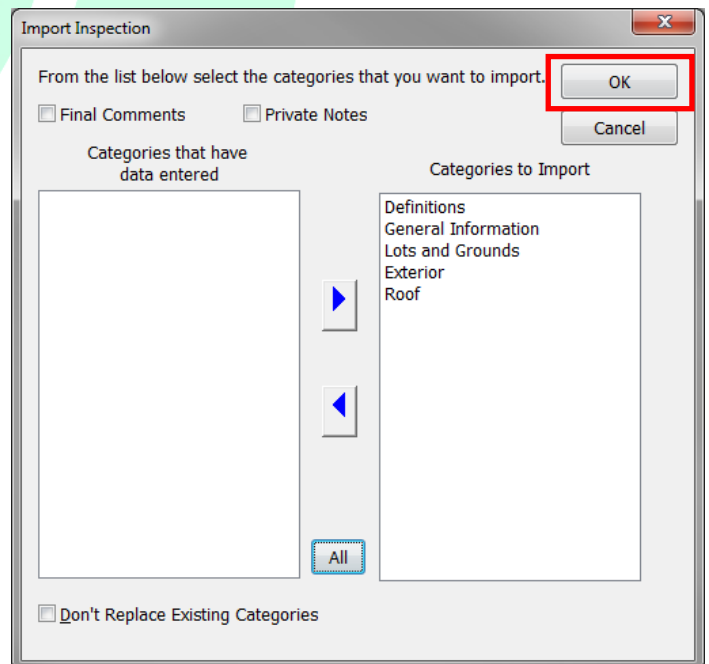 Import Inspection
From the list below select the categories that you want to import.
OK
Final Comments
Private Notes
Cancel
Categories that have
data entered
Categories to Import
Definitions
General Information
Lots and Grounds
Exterior
Roof
All
Don't Replace Existing Categories